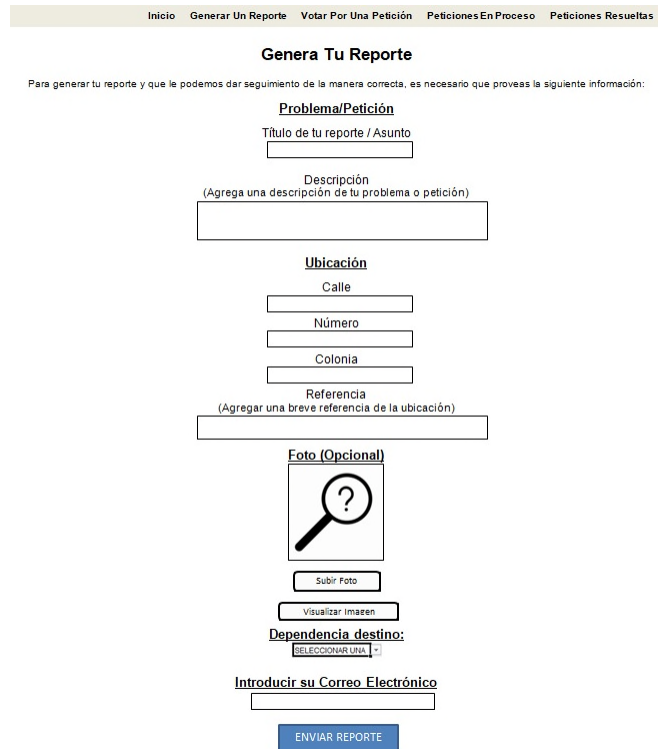 Inicio Generar Un Reporte Votar Por Una Petición Peticiones En Proceso Peticiones Resueltas
Genera Tu Reporte
Para generar tu reporte y que le podemos dar seguimiento de la manera correcta, es necesario que proveas la siguiente información:
Problema/Petición
Título de tu reporte / Asunto
Descripción
(Agrega una descripción de tu problema o petición)
Ubicación
Calle
Número
Colonia
Referencia
(Agregar una breve referencia de la ubicación)
Foto (Opcional)
?
Subir Foto
Visualizar Imagen
Dependencia destino:
SELECCIONAR UNA
Introducir su Correo Electrónico
ENVIAR REPORTE